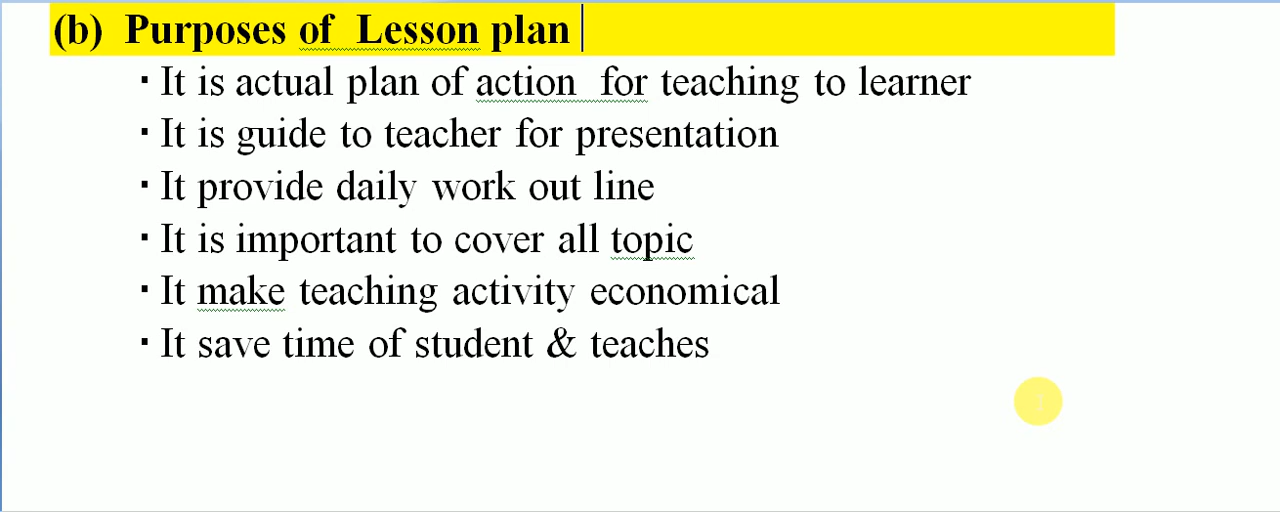 (b) Purposes of Lesson plan
▪ It is actual plan of action for teaching to learner
▪ It is guide to teacher for presentation
▪ It provide daily work out line
▪ It is important to cover all topic
▪ It make teaching activity economical
▪ It save time of student & teaches